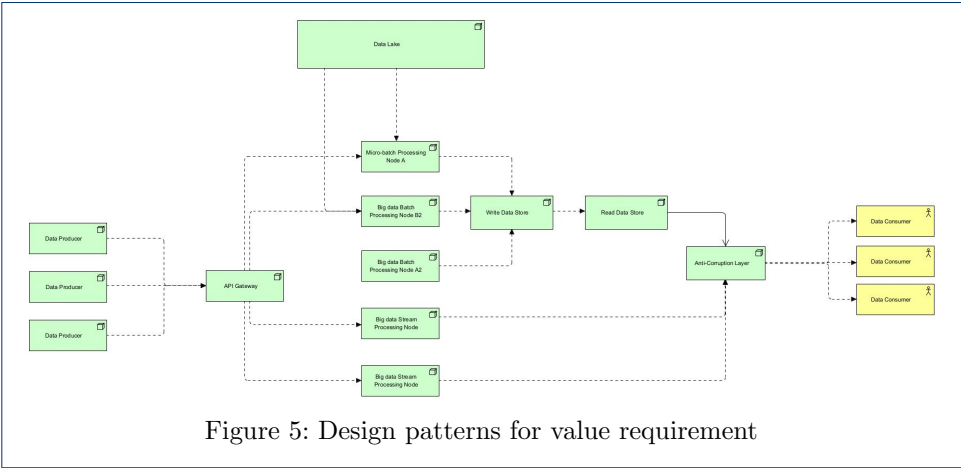 Data Lake
Micro-batch Processing
Node A
Big data Batch
Processing Node B2
Write Data Store
Read Data Store
Data Consumer
Data Producer
Big data Batch
Processing Node A2
Anti-Corruption Layer
Data Consumer
Data Producer
API Gateway
Data Consumer
Big data Stream
Processing Node
Data Producer
Big data Stream
Processing Node
Figure 5: Design patterns for value requirement